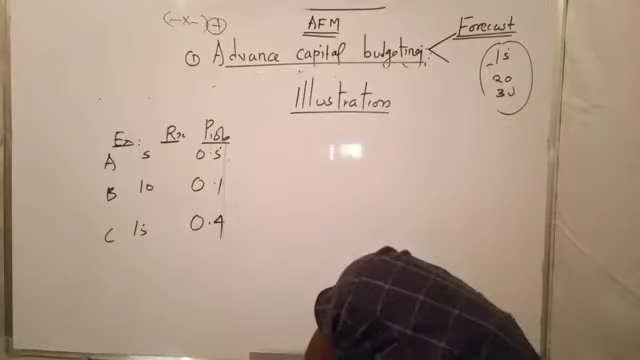 (-x-) +
AFM
Forecast
① Advance capital budgeting:
15
20
30
Illustration
Ex: Rx Prob
A 5 0.5
B 10 0.1
C 15 0.4